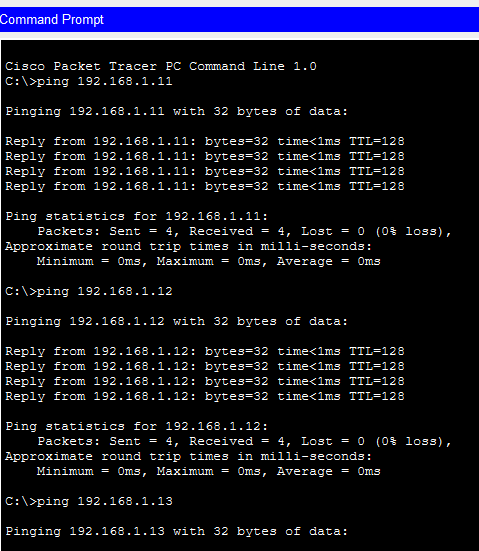 Command Prompt
Cisco Packet Tracer PC Command Line 1.0
C:\>ping 192.168.1.11
Pinging 192.168.1.11 with 32 bytes of data:
Reply from 192.168.1.11: bytes=32 time<1ms TTL=128
Reply from 192.168.1.11: bytes=32 time<1ms TTL=128
Reply from 192.168.1.11: bytes=32 time<1ms TTL=128
Reply from 192.168.1.11: bytes=32 time<1ms TTL=128
Ping statistics for 192.168.1.11:
Packets: Sent = 4, Received = 4, Lost = 0 (0% loss),
Approximate round trip times in milli-seconds:
Minimum = 0ms, Maximum = 0ms, Average = 0ms
C:\>ping 192.168.1.12
Pinging 192.168.1.12 with 32 bytes of data:
Reply from 192.168.1.12: bytes=32 time<1ms TTL=128
Reply from 192.168.1.12: bytes=32 time<1ms TTL=128
Reply from 192.168.1.12: bytes=32 time<1ms TTL=128
Reply from 192.168.1.12: bytes=32 time<1ms TTL=128
Ping statistics for 192.168.1.12:
Packets: Sent = 4, Received = 4, Lost = 0 (0% loss),
Approximate round trip times in milli-seconds:
Minimum = 0ms, Maximum = 0ms, Average = 0ms
C:\>ping 192.168.1.13
Pinging 192.168.1.13 with 32 bytes of data: